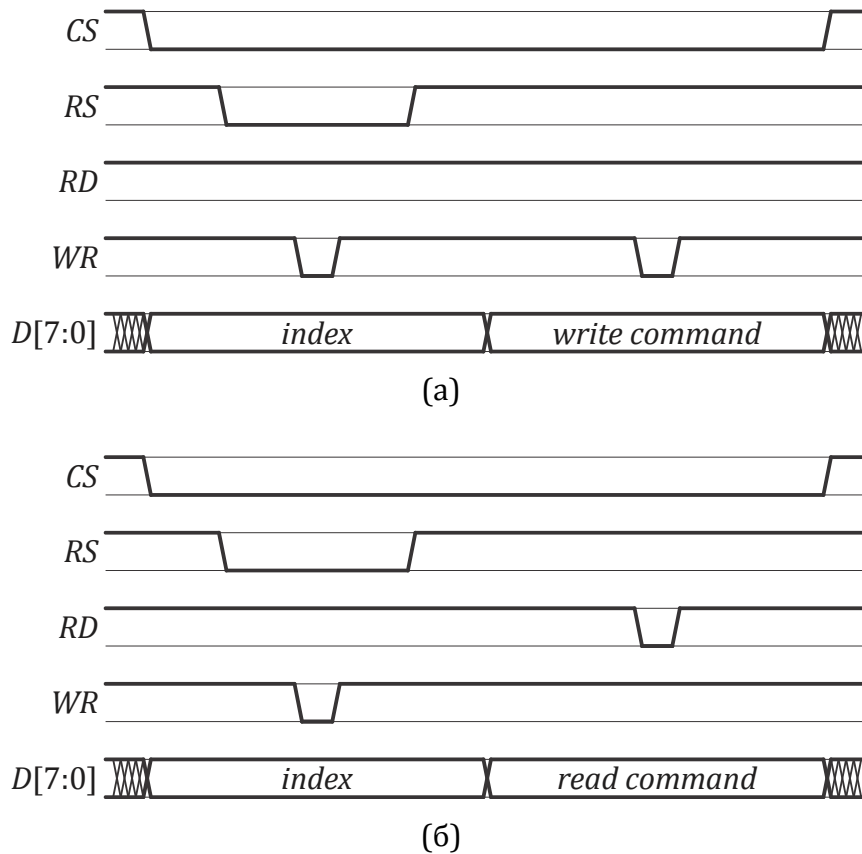 CS
RS
RD
WR
D[7:0] index write command
(а)
CS
RS
RD
WR
D[7:0] index read command
(б)